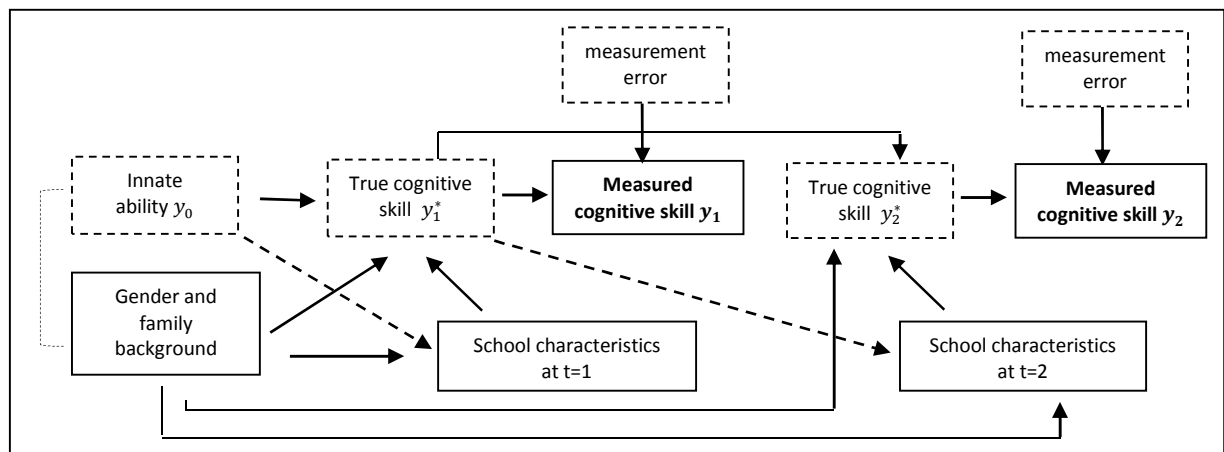 measurement
error
measurement
error
Innate
ability y₀
True cognitive
skill y₁*
Measured
cognitive skill y₁
True cognitive
skill y₂*
Measured
cognitive skill y₂
Gender and
family
background
School characteristics
at t=1
School characteristics
at t=2